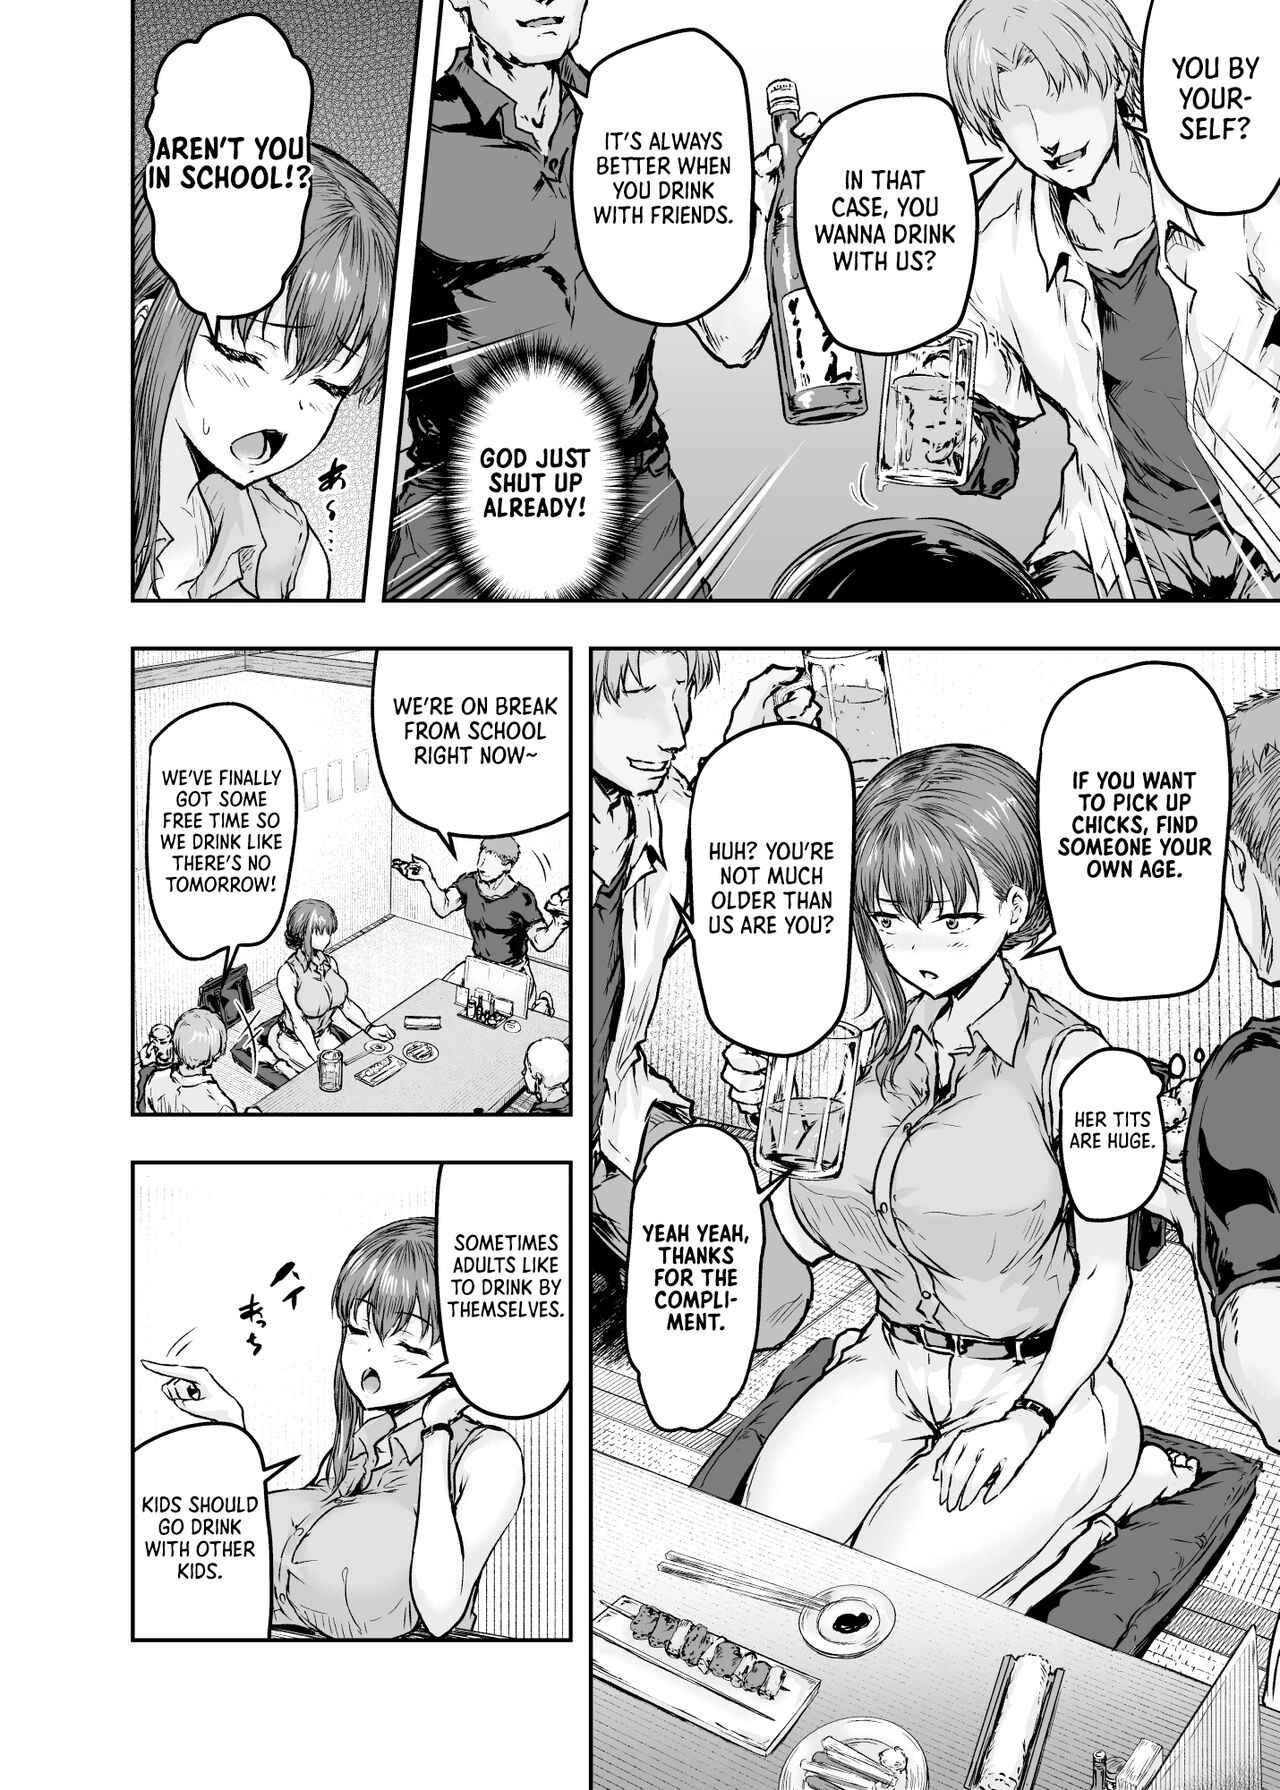 YOU BY
YOUR-
SELF?
IN THAT
CASE, YOU
WANNA DRINK
WITH US?
IT'S ALWAYS
BETTER WHEN
YOU DRINK
WITH FRIENDS.
GOD JUST
SHUT UP
ALREADY!
AREN'T YOU
IN SCHOOL!?
あ〜…
IF YOU WANT
TO PICK UP
CHICKS, FIND
SOMEONE YOUR
OWN AGE.
HUH? YOU'RE
NOT MUCH
OLDER THAN
US ARE YOU?
HER TITS
ARE HUGE.
YEAH YEAH,
THANKS
FOR THE
COMPLI-
MENT.
WE'RE ON BREAK
FROM SCHOOL
RIGHT NOW~
WE'VE FINALLY
GOT SOME
FREE TIME SO
WE DRINK LIKE
THERE'S NO
TOMORROW!
SOMETIMES
ADULTS LIKE
TO DRINK BY
THEMSELVES.
あっち
KIDS SHOULD
GO DRINK
WITH OTHER
KIDS.